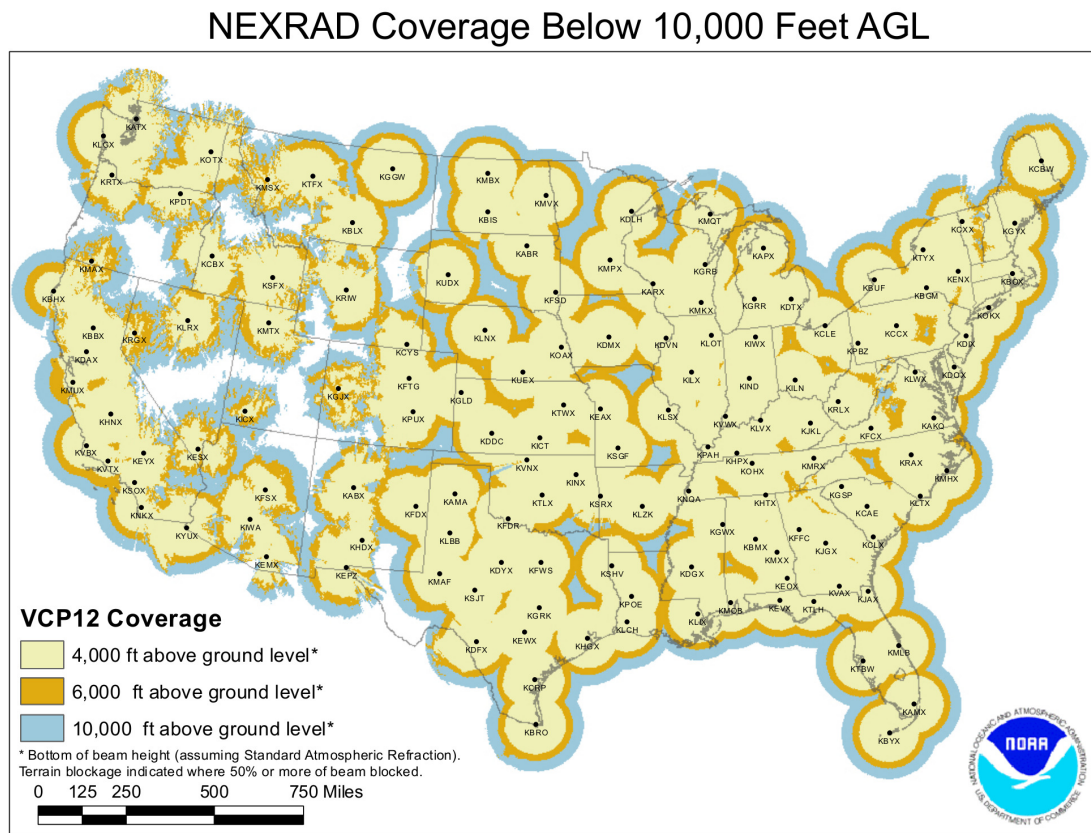 NEXRAD Coverage Below 10,000 Feet AGL
KATX
KLGX
KOTX
KRTX
KPDT
KMSX
KTFX
KGGW
KMBX
KMVX
KBIS
KBLX
KDLH
KMQT
KCBW
KCXX
KGYX
KTYX
KMAX
KCBX
KSFX
KRIW
KUDX
KABR
KMPX
KGRB
KAPX
KBUF
KENX
KBGM
KBOX
KBHX
KFSD
KARX
KMKX
KGRR
KDTX
KOKX
KBBX
KRGX
KLRX
KMTX
KLNX
KCYS
KOAX
KDMX
KDVN
KLOT
KIWX
KCLE
KPBZ
KCCX
KDIX
KDAX
KMUX
KGJX
KFTG
KGLD
KUEX
KILX
KIND
KILN
KLWX
KDOX
KHNX
KICX
KPUX
KTWX
KEAX
KLSX
KVWX
KLVX
KJKL
KRLX
KFCX
KAKQ
KVBX
KVTX
KEYX
KESX
KDDC
KICT
KSGF
KPAH
KHPX
KOHX
KMRX
KRAX
KMHX
KSOX
KNKX
KYUX
KFSX
KIWA
KEMX
KABX
KHDX
KEPZ
KFDX
KAMA
KLBB
KVNX
KINX
KTLX
KFDR
KSRX
KLZK
KNQA
KHTX
KGSP
KCAE
KLTX
KGWX
KBMX
KFFC
KMXX
KJGX
KCLX
KMAF
KDYX
KFWS
KSJT
KSHV
KDGX
KPOE
KEOX
KVAX
KJAX
KGRK
KEWX
KDFX
KHGX
KLCH
KLIX
KMOB
KEVX
KTLH
KCRP
KBRO
KMLB
KTBW
KAMX
KBYX
VCP12 Coverage
4,000 ft above ground level*
6,000 ft above ground level*
10,000 ft above ground level*
* Bottom of beam height (assuming Standard Atmospheric Refraction).
Terrain blockage indicated where 50% or more of beam blocked.
0 125 250 500 750 Miles
NATIONAL OCEANIC AND ATMOSPHERIC ADMINISTRATION
NOAA
U.S. DEPARTMENT OF COMMERCE